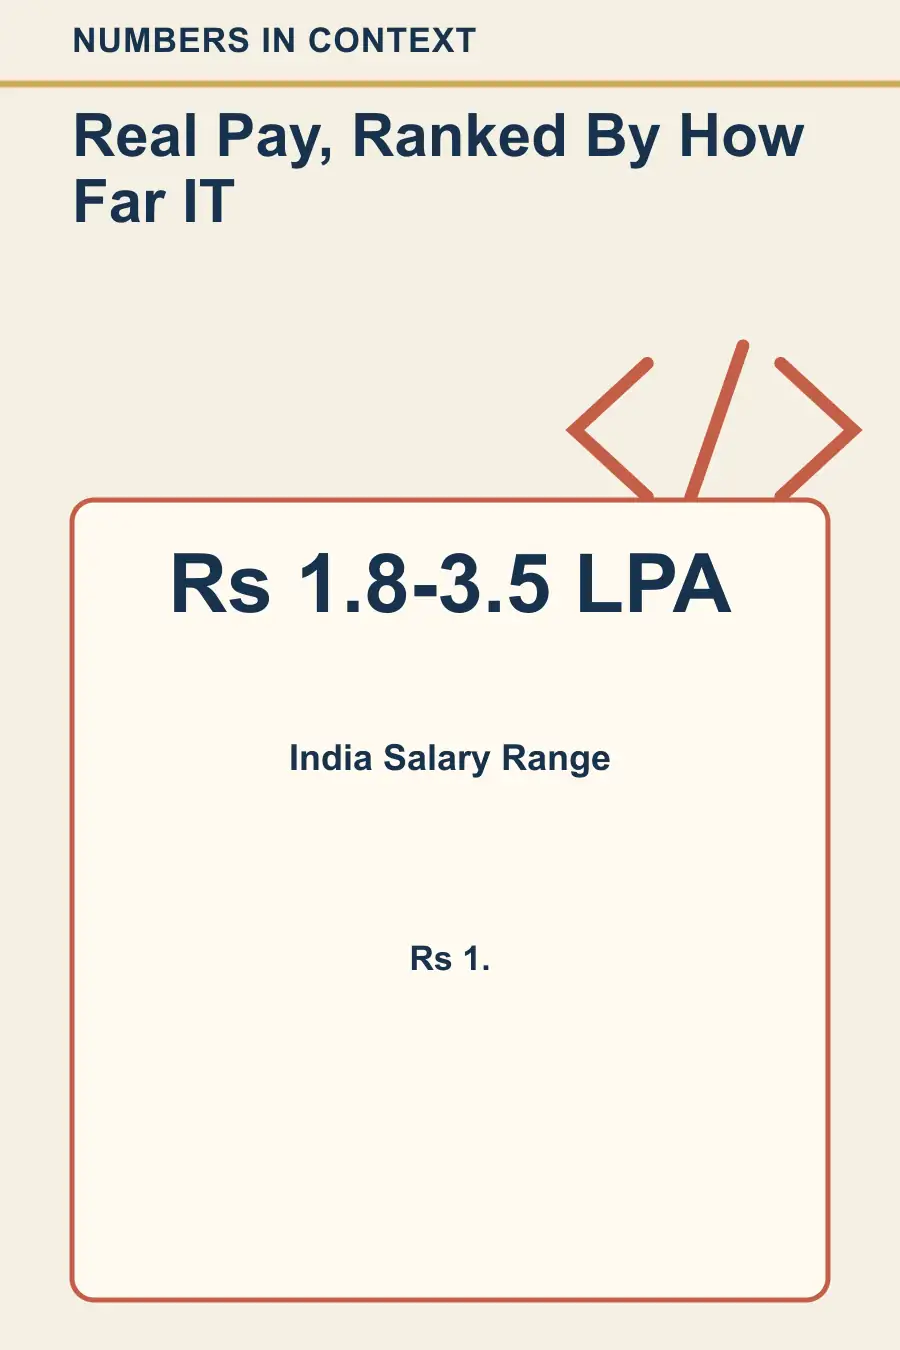 NUMBERS IN CONTEXT
Real Pay, Ranked By How
Far IT
Rs 1.8-3.5 LPA
India Salary Range
Rs 1.